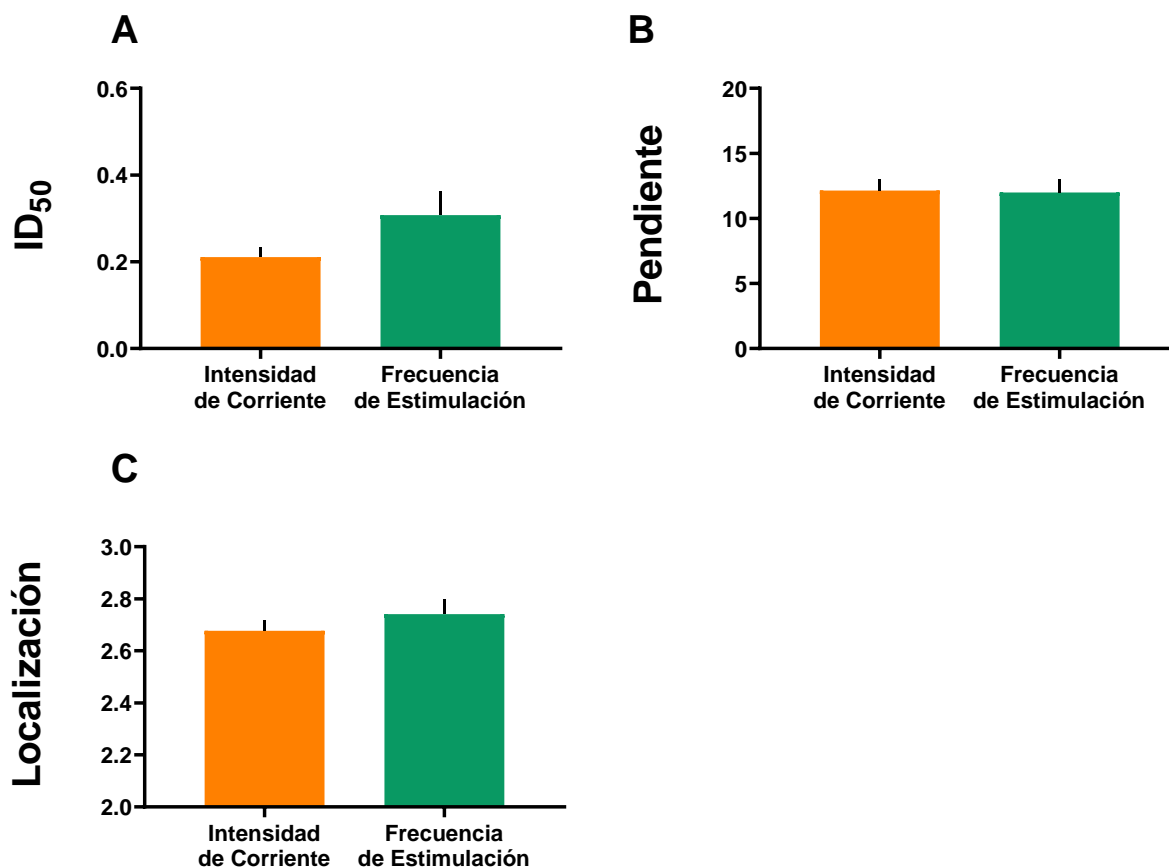 A
ID50
0.6
0.4
0.2
0.0
Intensidad
de Corriente
Frecuencia
de Estimulación
B
Pendiente
20
15
10
5
0
Intensidad
de Corriente
Frecuencia
de Estimulación
C
Localización
3.0
2.8
2.6
2.4
2.2
2.0
Intensidad
de Corriente
Frecuencia
de Estimulación